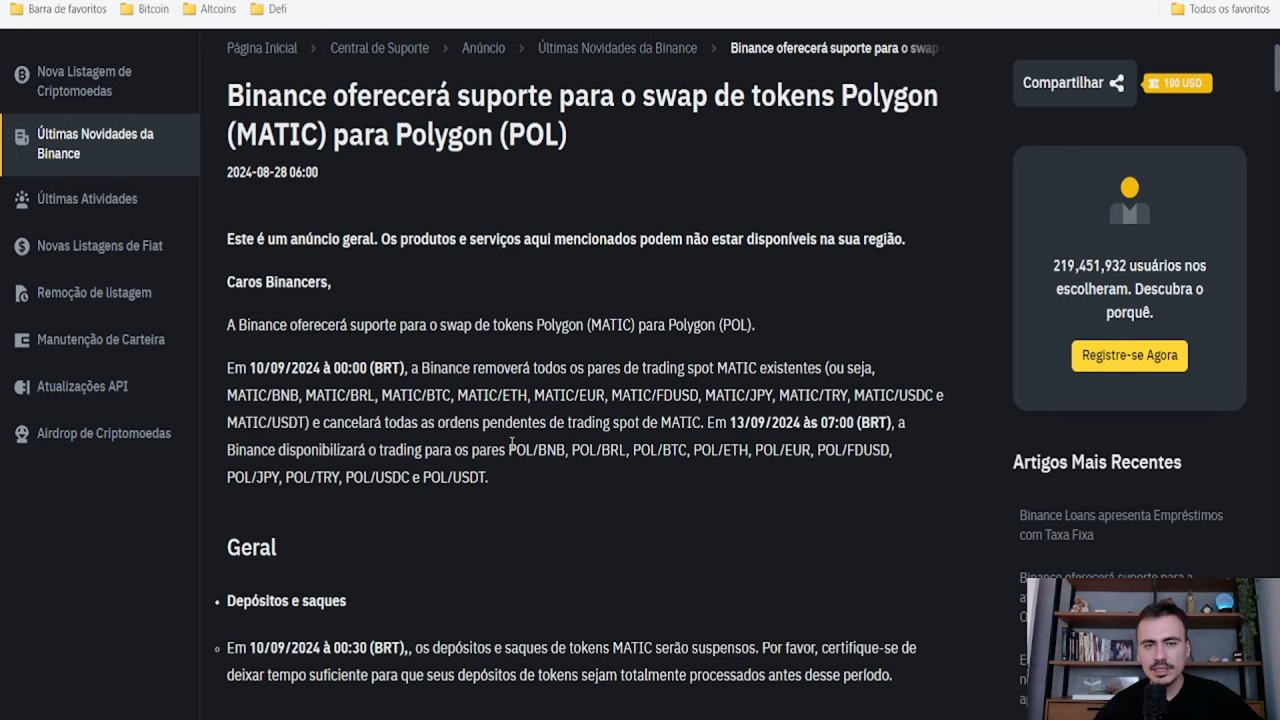 Barra de favoritos Bitcoin Altcoins Defi Todos os favoritos
Nova Listagem de
Criptomoedas
Últimas Novidades da
Binance
Últimas Atividades
Novas Listagens de Fiat
Remoção de listagem
Manutenção de Carteira
Atualizações API
Airdrop de Criptomoedas
Página Inicial > Central de Suporte > Anúncio > Últimas Novidades da Binance > Binance oferecerá suporte para o swap
Binance oferecerá suporte para o swap de tokens Polygon
(MATIC) para Polygon (POL)
2024-08-28 06:00
Este é um anúncio geral. Os produtos e serviços aqui mencionados podem não estar disponíveis na sua região.
Caros Binancers,
A Binance oferecerá suporte para o swap de tokens Polygon (MATIC) para Polygon (POL).
Em 10/09/2024 à 00:00 (BRT), a Binance removerá todos os pares de trading spot MATIC existentes (ou seja,
MATIC/BNB, MATIC/BRL, MATIC/BTC, MATIC/ETH, MATIC/EUR, MATIC/FDUSD, MATIC/JPY, MATIC/TRY, MATIC/USDC e
MATIC/USDT) e cancelará todas as ordens pendentes de trading spot de MATIC. Em 13/09/2024 às 07:00 (BRT), a
Binance disponibilizará o trading para os pares POL/BNB, POL/BRL, POL/BTC, POL/ETH, POL/EUR, POL/FDUSD,
POL/JPY, POL/TRY, POL/USDC e POL/USDT.
Geral
• Depósitos e saques
◦ Em 10/09/2024 à 00:30 (BRT),, os depósitos e saques de tokens MATIC serão suspensos. Por favor, certifique-se de
deixar tempo suficiente para que seus depósitos de tokens sejam totalmente processados antes desse período.
Compartilhar 100 USD
219,451,932 usuários nos
escolheram. Descubra o
porquê.
Registre-se Agora
Artigos Mais Recentes
Binance Loans apresenta Empréstimos
com Taxa Fixa
Binance oferecerá suporte para a